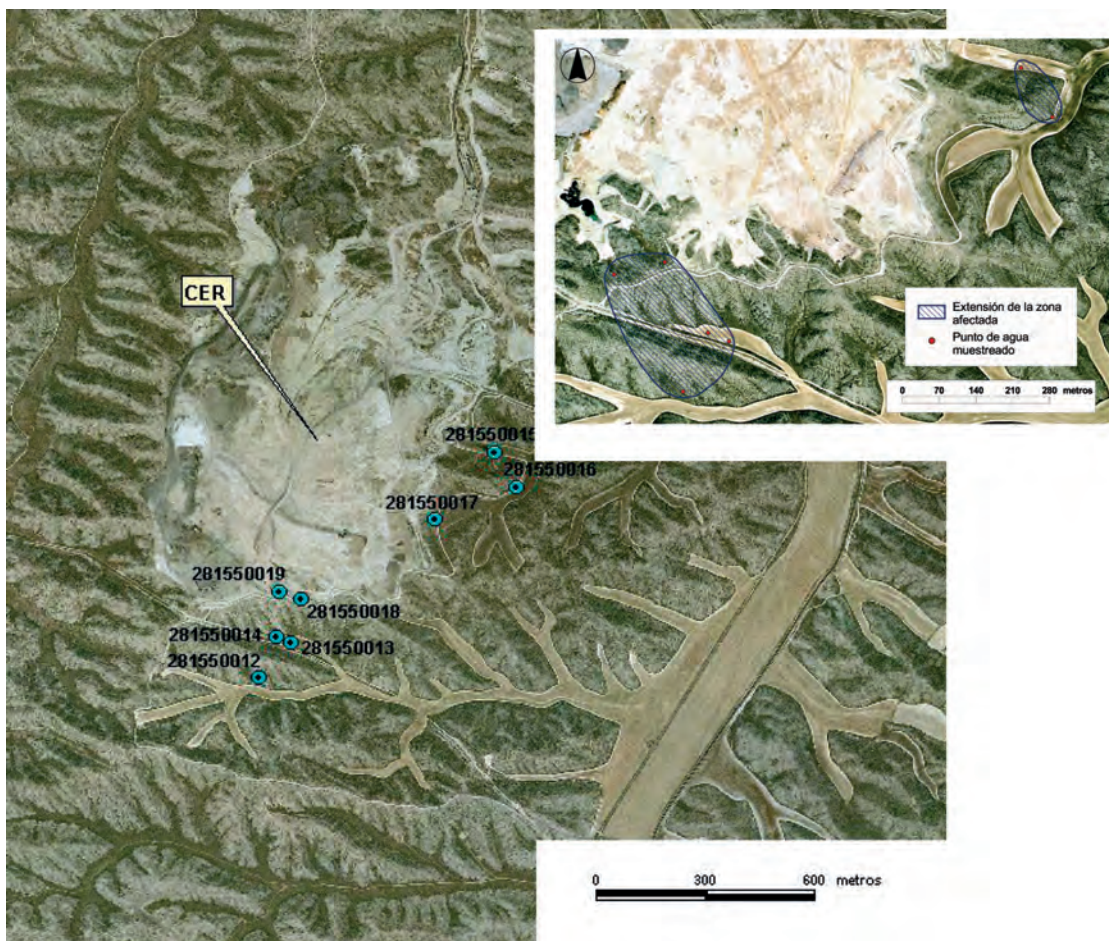 CER
281550015
281550016
281550017
281550019
281550018
281550014
281550013
281550012
Extensión de la zona
afectada
Punto de agua
muestreado
0 70 140 210 280 metros
0 300 600 metros